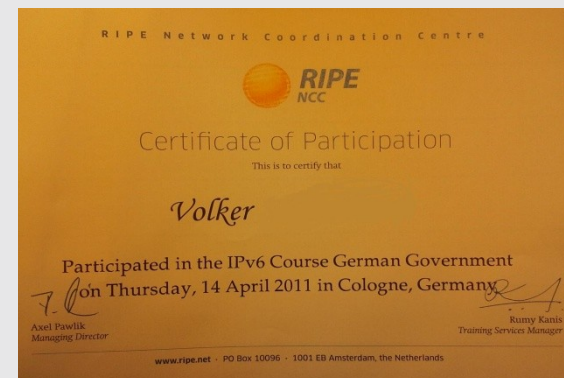 RIPE Network Coordination Centre
RIPE
NCC
Certificate of Participation
This is to certify that
Volker
Participated in the IPv6 Course German Government
on Thursday, 14 April 2011 in Cologne, Germany
Axel Pawlik
Managing Director
Rumy Kanis
Training Services Manager
www.ripe.net · PO Box 10096 · 1001 EB Amsterdam, the Netherlands